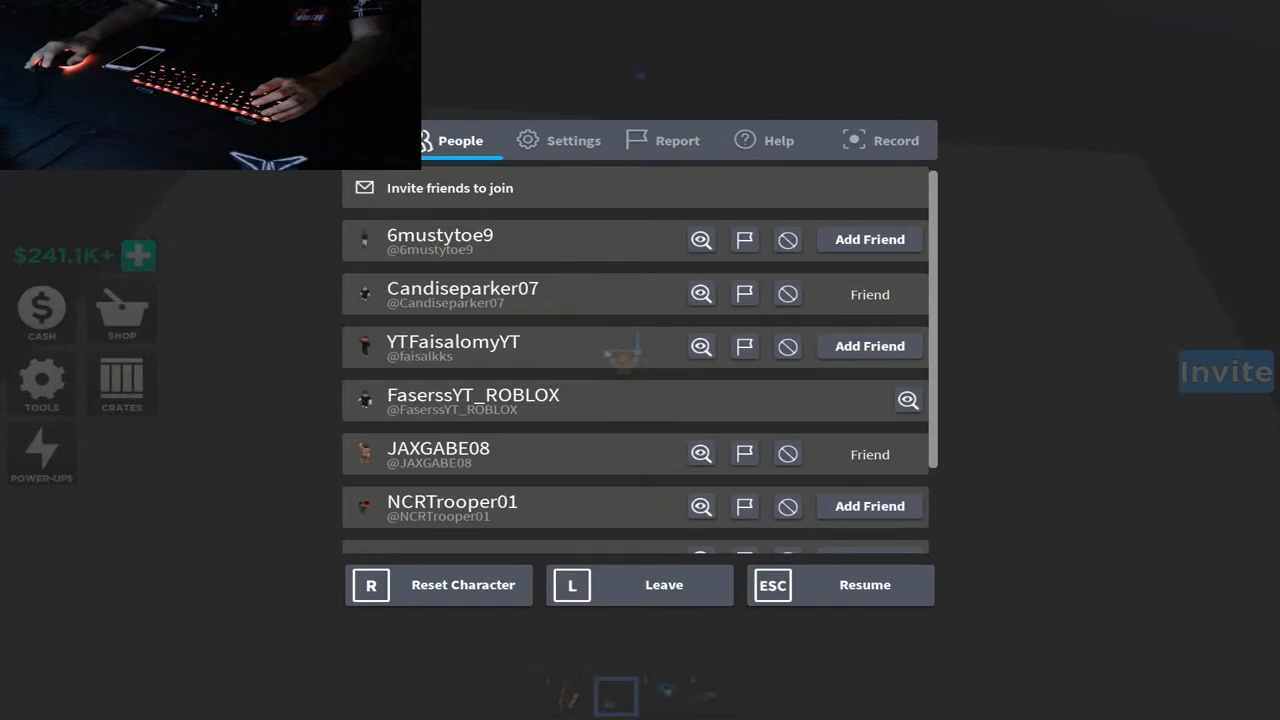 People
Settings
Report
Help
Record
Invite friends to join
6mustytoe9
@6mustytoe9
Add Friend
Candiseparker07
@Candiseparker07
Friend
YTFaisalomyYT
@faisalkks
Add Friend
FaserssYT_ROBLOX
@FaserssYT_ROBLOX
JAXGABE08
@JAXGABE08
Friend
NCRTrooper01
@NCRTrooper01
Add Friend
R
Reset Character
L
Leave
ESC
Resume
$241.1K+
CASH
SHOP
TOOLS
CRATES
POWER-UPS
Invite